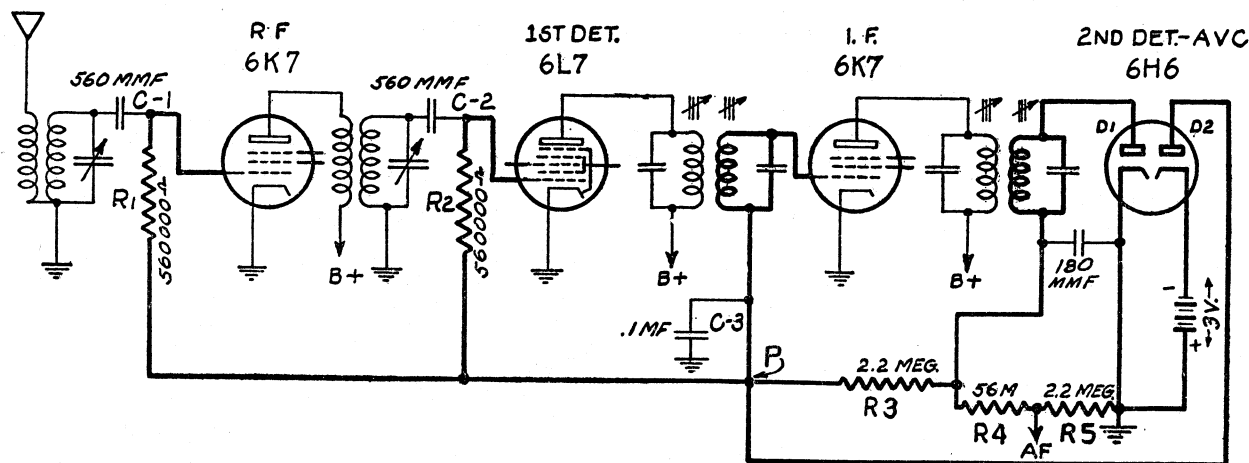 R F
6K7
1ST DET.
6L7
I. F.
6K7
2ND DET.-AVC
6H6
560 MMF
C-1
560 MMF
C-2
D1
D2
R1
560000Ω
R2
560000Ω
B+
B+
B+
180
MMF
-
3V.
+
.1MF
C-3
P
2.2 MEG.
R3
56M
R4
2.2 MEG.
R5
AF